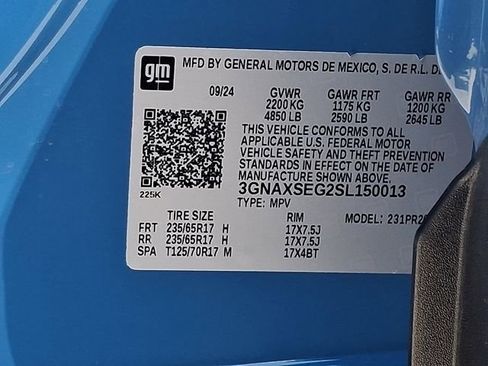 gm
MFD BY GENERAL MOTORS DE MEXICO, S. DE R.L. DE
09/24 GVWR GAWR FRT GAWR RR
2200 KG 1175 KG 1200 KG
4850 LB 2590 LB 2645 LB
THIS VEHICLE CONFORMS TO ALL
APPLICABLE U.S. FEDERAL MOTOR
VEHICLE SAFETY AND THEFT PREVENTION
STANDARDS IN EFFECT ON THE DATE OF
MANUFACTURE SHOWN ABOVE.
225K 3GNAXSEG2SL150013
TYPE: MPV
TIRE SIZE RIM MODEL: 231PR2
FRT 235/65R17 H 17X7.5J
RR 235/65R17 H 17X7.5J
SPA T125/70R17 M 17X4BT